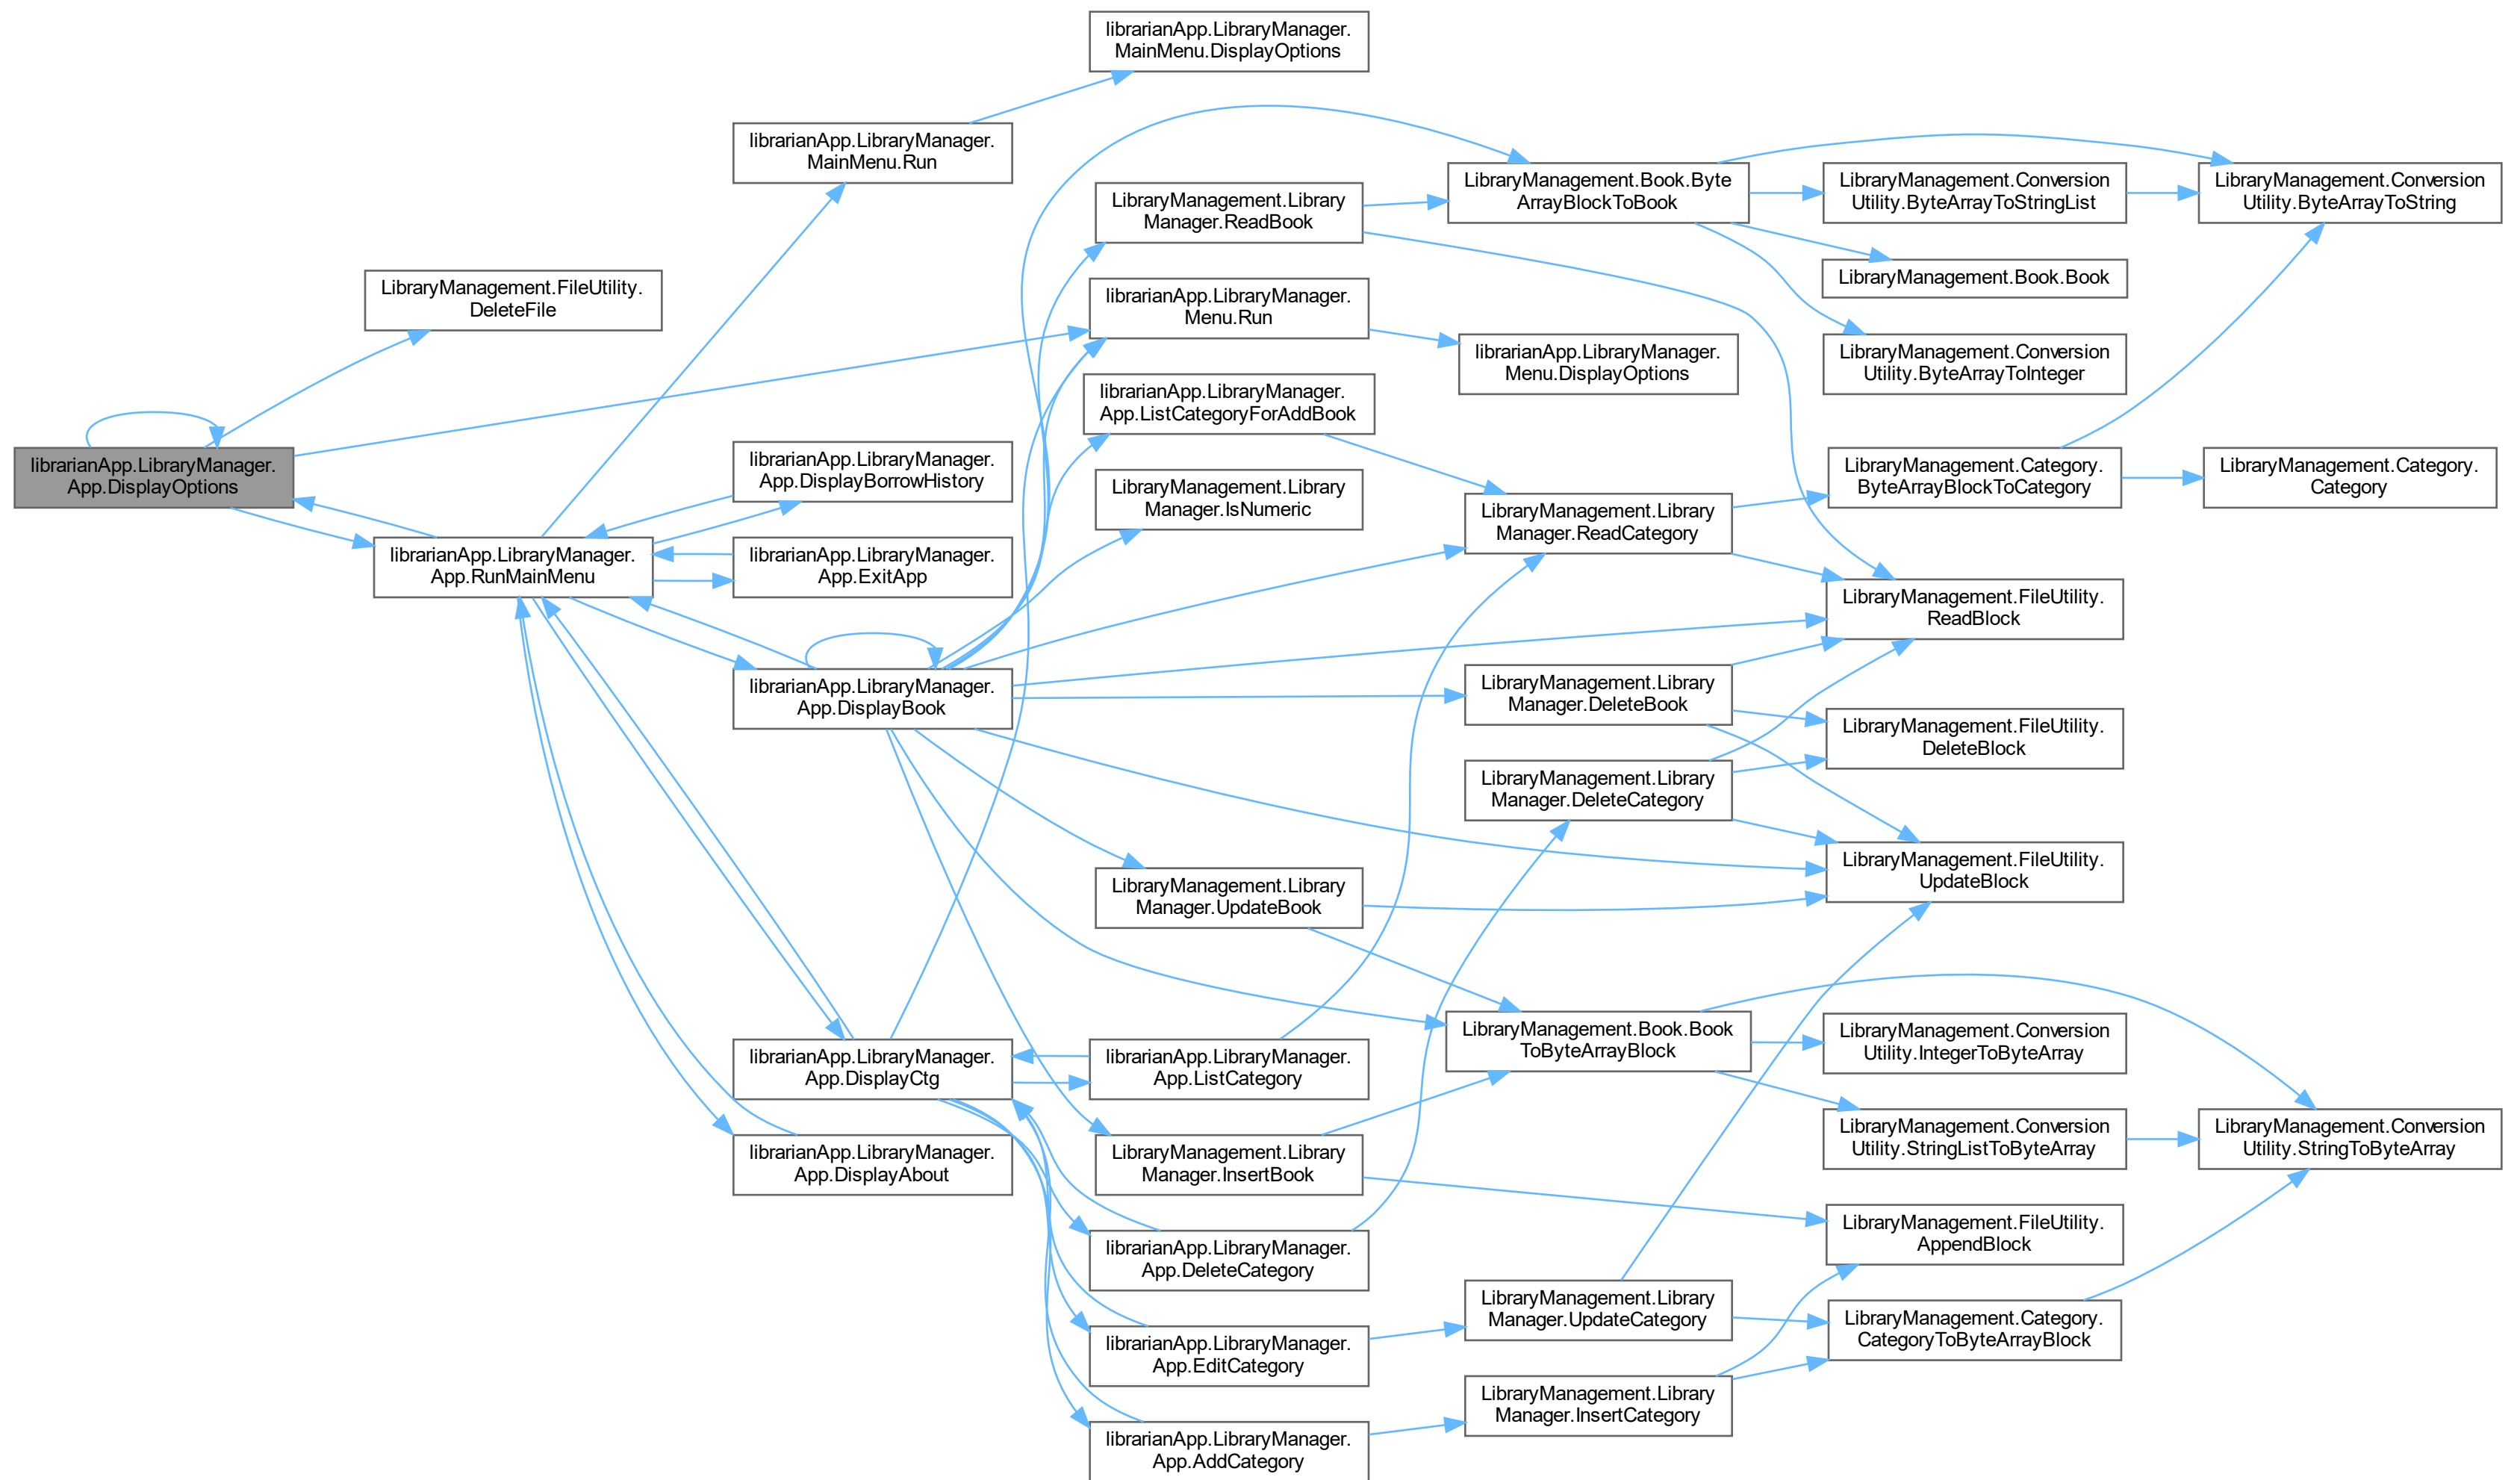 librarianApp.LibraryManager.
App.DisplayOptions
LibraryManagement.FileUtility.
DeleteFile
librarianApp.LibraryManager.
App.RunMainMenu
librarianApp.LibraryManager.
MainMenu.Run
librarianApp.LibraryManager.
App.DisplayBorrowHistory
librarianApp.LibraryManager.
App.ExitApp
librarianApp.LibraryManager.
App.DisplayBook
librarianApp.LibraryManager.
App.DisplayCtg
librarianApp.LibraryManager.
App.DisplayAbout
librarianApp.LibraryManager.
MainMenu.DisplayOptions
LibraryManagement.Library
Manager.ReadBook
librarianApp.LibraryManager.
Menu.Run
librarianApp.LibraryManager.
App.ListCategoryForAddBook
LibraryManagement.Library
Manager.IsNumeric
LibraryManagement.Library
Manager.UpdateBook
librarianApp.LibraryManager.
App.ListCategory
LibraryManagement.Library
Manager.InsertBook
librarianApp.LibraryManager.
App.DeleteCategory
librarianApp.LibraryManager.
App.EditCategory
librarianApp.LibraryManager.
App.AddCategory
LibraryManagement.Book.Byte
ArrayBlockToBook
librarianApp.LibraryManager.
Menu.DisplayOptions
LibraryManagement.Library
Manager.ReadCategory
LibraryManagement.Library
Manager.DeleteBook
LibraryManagement.Library
Manager.DeleteCategory
LibraryManagement.Book.Book
ToByteArrayBlock
LibraryManagement.Library
Manager.UpdateCategory
LibraryManagement.Library
Manager.InsertCategory
LibraryManagement.Conversion
Utility.ByteArrayToStringList
LibraryManagement.Book.Book
LibraryManagement.Conversion
Utility.ByteArrayToInteger
LibraryManagement.Category.
ByteArrayBlockToCategory
LibraryManagement.FileUtility.
ReadBlock
LibraryManagement.FileUtility.
DeleteBlock
LibraryManagement.FileUtility.
UpdateBlock
LibraryManagement.Conversion
Utility.IntegerToByteArray
LibraryManagement.Conversion
Utility.StringListToByteArray
LibraryManagement.FileUtility.
AppendBlock
LibraryManagement.Category.
CategoryToByteArrayBlock
LibraryManagement.Conversion
Utility.ByteArrayToString
LibraryManagement.Category.
Category
LibraryManagement.Conversion
Utility.StringToByteArray